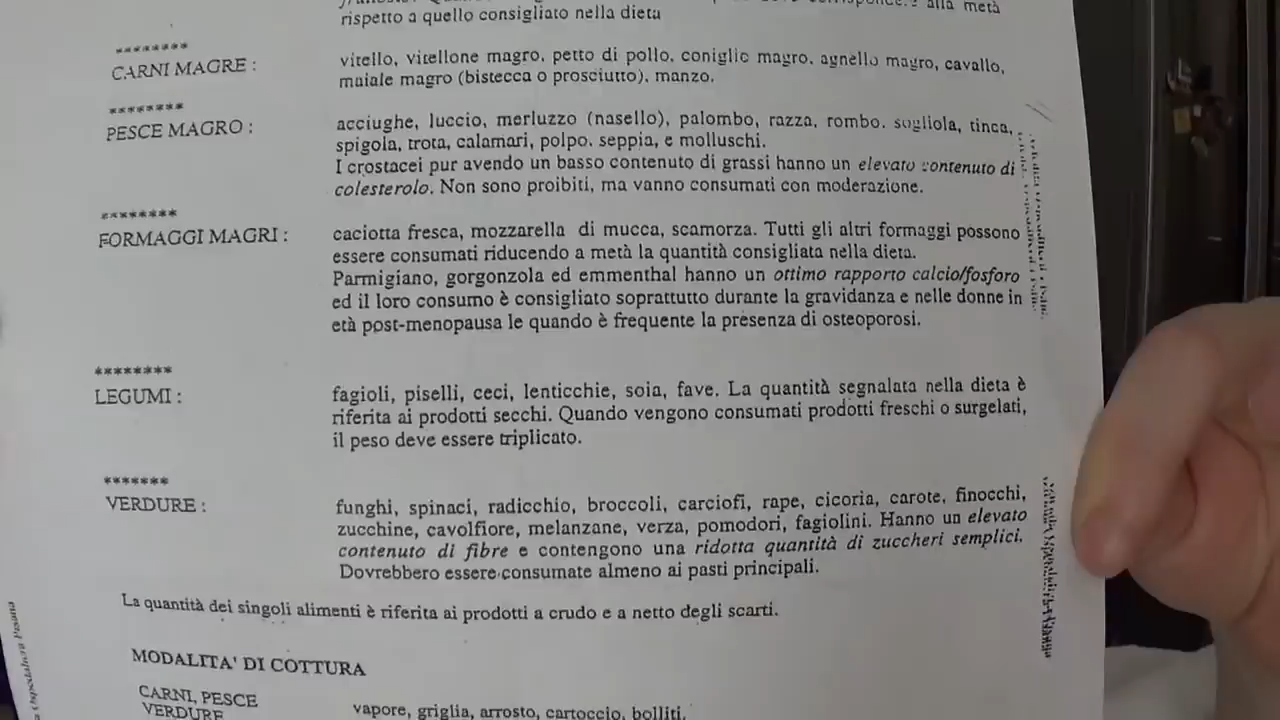 alla metà
rispetto a quello consigliato nella dieta
********
CARNI MAGRE : vitello, vitellone magro, petto di pollo, coniglio magro, agnello magro, cavallo,
maiale magro (bistecca o prosciutto), manzo.
********
PESCE MAGRO : acciughe, luccio, merluzzo (nasello), palombo, razza, rombo. sogliola, tinca,
spigola, trota, calamari, polpo, seppia, e molluschi.
I crostacei pur avendo un basso contenuto di grassi hanno un elevato contenuto di
colesterolo. Non sono proibiti, ma vanno consumati con moderazione.
********
FORMAGGI MAGRI : caciotta fresca, mozzarella di mucca, scamorza. Tutti gli altri formaggi possono
essere consumati riducendo a metà la quantità consigliata nella dieta.
Parmigiano, gorgonzola ed emmenthal hanno un ottimo rapporto calcio/fosforo
ed il loro consumo è consigliato soprattutto durante la gravidanza e nelle donne in
età post-menopausa le quando è frequente la presenza di osteoporosi.
********
LEGUMI : fagioli, piselli, ceci, lenticchie, soia, fave. La quantità segnalata nella dieta è
riferita ai prodotti secchi. Quando vengono consumati prodotti freschi o surgelati,
il peso deve essere triplicato.
*******
VERDURE : funghi, spinaci, radicchio, broccoli, carciofi, rape, cicoria, carote, finocchi,
zucchine, cavolfiore, melanzane, verza, pomodori, fagiolini. Hanno un elevato
contenuto di fibre e contengono una ridotta quantità di zuccheri semplici.
Dovrebbero essere consumate almeno ai pasti principali.
La quantità dei singoli alimenti è riferita ai prodotti a crudo e a netto degli scarti.
MODALITA' DI COTTURA
CARNI, PESCE
VERDURE vapore, griglia, arrosto, cartoccio, bolliti.
Ospedaliera Pisana